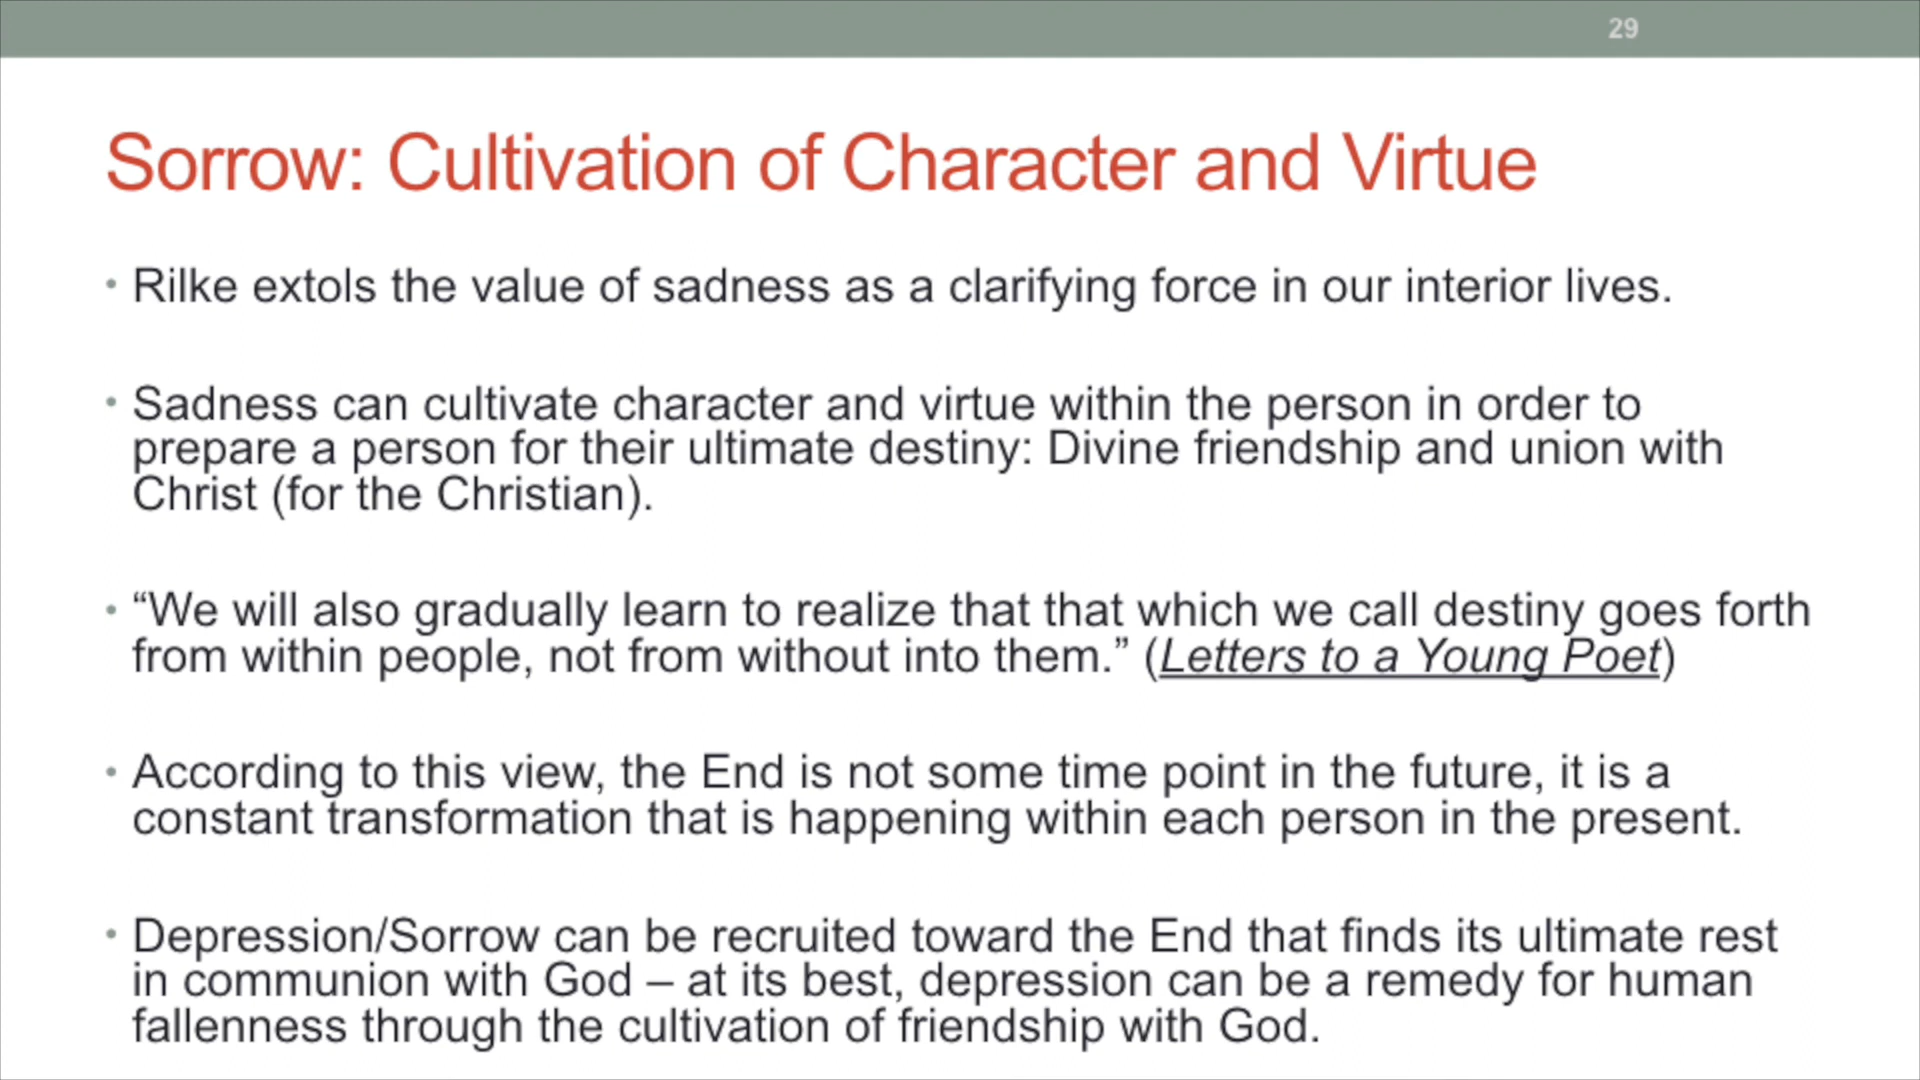 29
Sorrow: Cultivation of Character and Virtue
• Rilke extols the value of sadness as a clarifying force in our interior lives.
• Sadness can cultivate character and virtue within the person in order to
prepare a person for their ultimate destiny: Divine friendship and union with
Christ (for the Christian).
• “We will also gradually learn to realize that that which we call destiny goes forth
from within people, not from without into them.” (Letters to a Young Poet)
• According to this view, the End is not some time point in the future, it is a
constant transformation that is happening within each person in the present.
• Depression/Sorrow can be recruited toward the End that finds its ultimate rest
in communion with God – at its best, depression can be a remedy for human
fallenness through the cultivation of friendship with God.